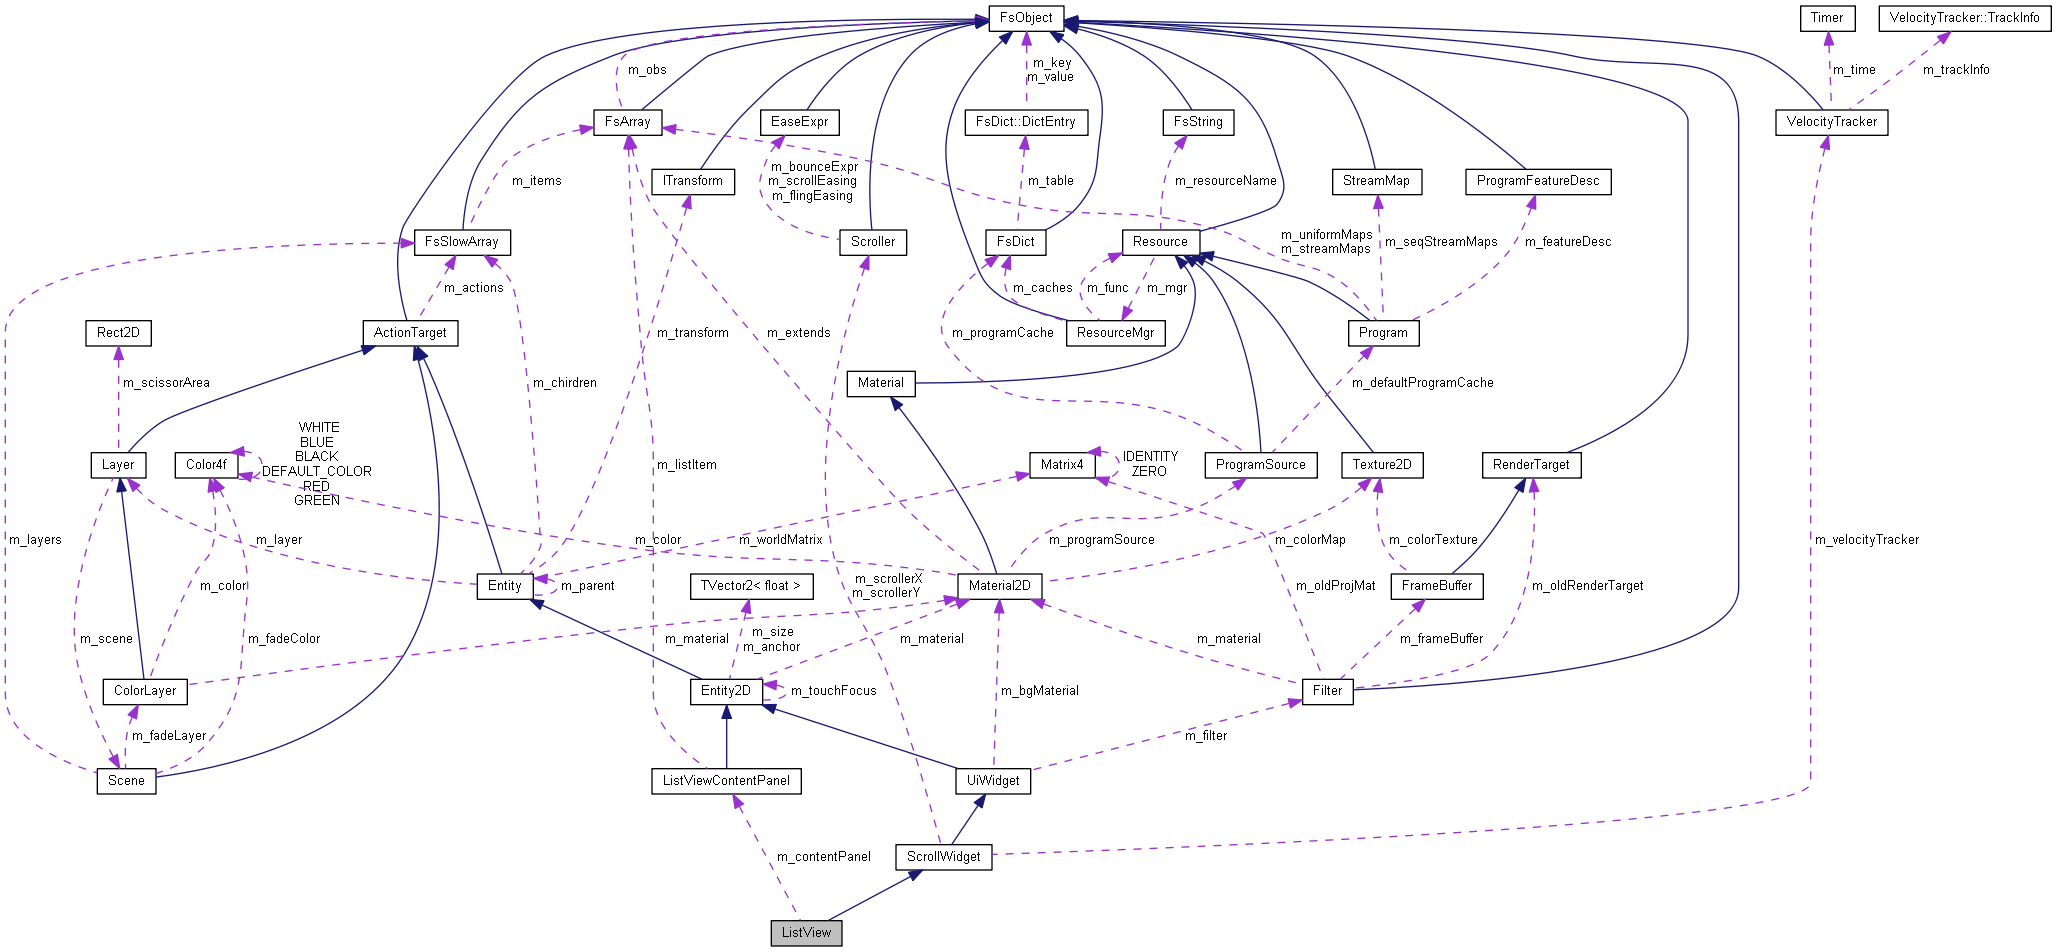 FsObject
Timer
VelocityTracker::TrackInfo
m_obs
m_key
m_value
m_time
m_trackInfo
FsArray
EaseExpr
FsDict::DictEntry
FsString
VelocityTracker
m_items
ITransform
m_bounceExpr
m_scrollEasing
m_flingEasing
m_table
m_resourceName
StreamMap
ProgramFeatureDesc
FsSlowArray
Scroller
FsDict
Resource
m_uniformMaps
m_streamMaps
m_seqStreamMaps
m_featureDesc
m_actions
m_caches
m_func
m_mgr
Rect2D
ActionTarget
m_transform
m_extends
m_programCache
ResourceMgr
Program
m_scissorArea
m_chirdren
Material
m_defaultProgramCache
WHITE
BLUE
BLACK
DEFAULT_COLOR
RED
GREEN
Layer
Color4f
m_listItem
Matrix4
IDENTITY
ZERO
ProgramSource
Texture2D
RenderTarget
m_layers
m_layer
m_color
m_worldMatrix
m_programSource
m_colorMap
m_colorTexture
m_velocityTracker
m_color
Entity
m_parent
TVector2< float >
m_scrollerX
m_scrollerY
Material2D
m_oldProjMat
FrameBuffer
m_oldRenderTarget
m_scene
m_fadeColor
m_material
m_size
m_anchor
m_material
m_material
m_frameBuffer
ColorLayer
Entity2D
m_touchFocus
m_bgMaterial
Filter
m_fadeLayer
m_filter
Scene
ListViewContentPanel
UiWidget
m_contentPanel
ScrollWidget
ListView